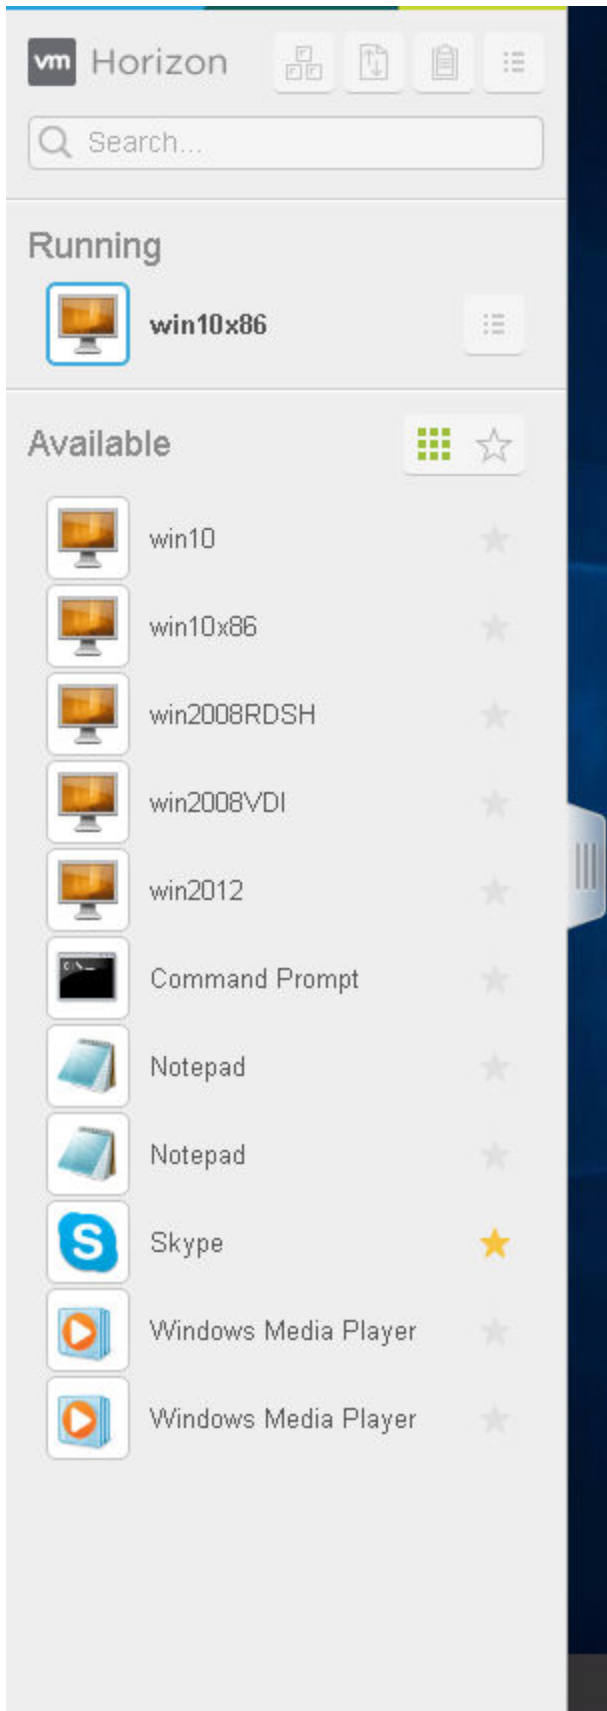 vm Horizon
Search...
Running
win10x86
Available
win10
win10x86
win2008RDSH
win2008VDI
win2012
Command Prompt
Notepad
Notepad
Skype
Windows Media Player
Windows Media Player